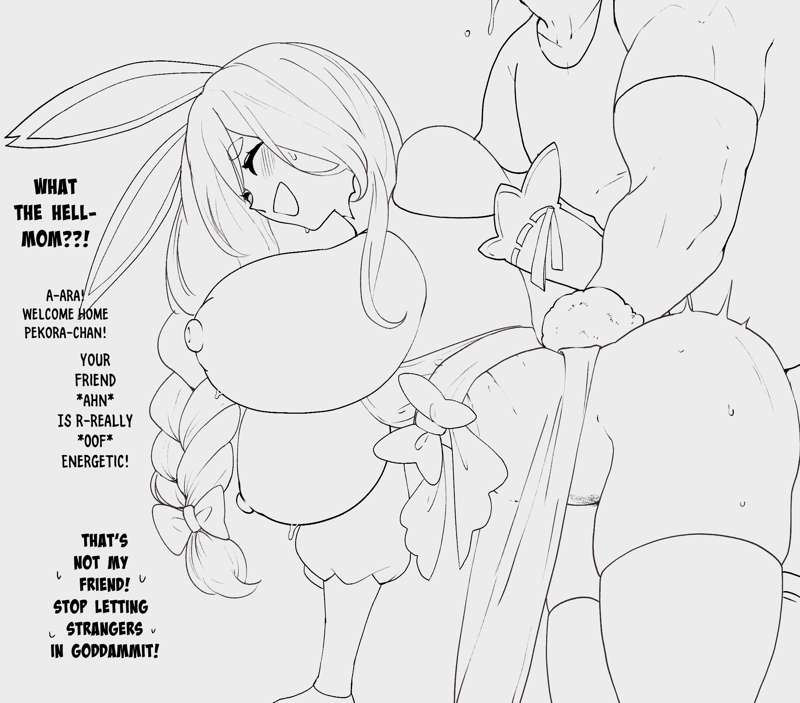 WHAT
THE HELL-
MOM??!
A-ARA!
WELCOME HOME
PEKORA-CHAN!
YOUR
FRIEND
*AHN*
IS R-REALLY
*OOF*
ENERGETIC!
THAT'S
NOT MY
FRIEND!
STOP LETTING
STRANGERS
IN GODDAMMIT!